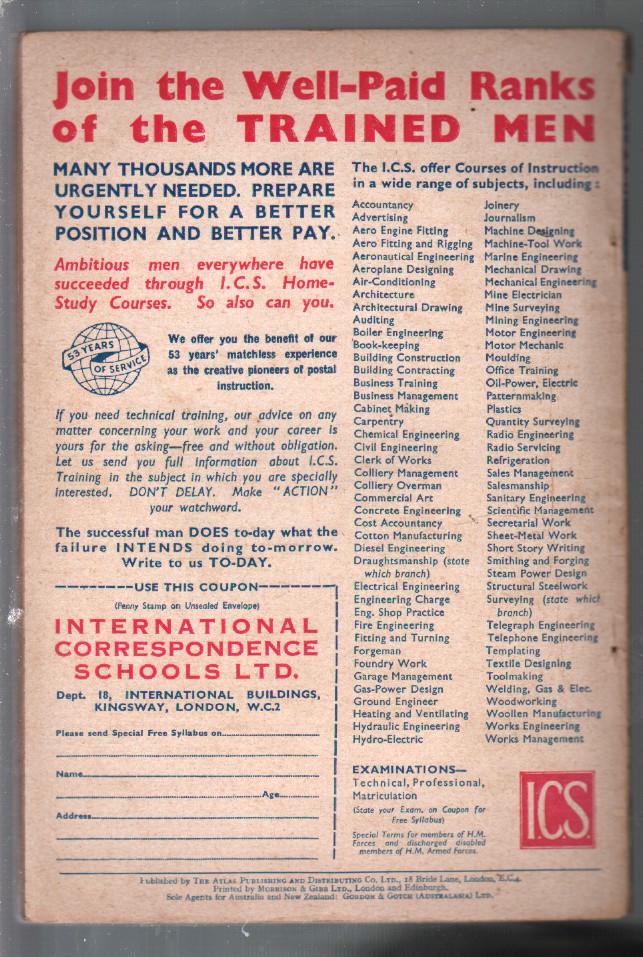 Join the Well-Paid Ranks
of the TRAINED MEN
MANY THOUSANDS MORE ARE
URGENTLY NEEDED. PREPARE
YOURSELF FOR A BETTER
POSITION AND BETTER PAY.
Ambitious men everywhere have
succeeded through I.C.S. Home-
Study Courses. So also can you.
53 YEARS
OF SERVICE
We offer you the benefit of our
53 years' matchless experience
as the creative pioneers of postal
instruction.
If you need technical training, our advice on any
matter concerning your work and your career is
yours for the asking—free and without obligation.
Let us send you full information about I.C.S.
Training in the subject in which you are specially
interested. DON'T DELAY. Make "ACTION"
your watchword.
The successful man DOES to-day what the
failure INTENDS doing to-morrow.
Write to us TO-DAY.
USE THIS COUPON
(Penny Stamp on Unsealed Envelope)
INTERNATIONAL
CORRESPONDENCE
SCHOOLS LTD.
Dept. 18, INTERNATIONAL BUILDINGS,
KINGSWAY, LONDON, W.C.2
Please send Special Free Syllabus on
Name
Age
Address
The I.C.S. offer Courses of Instruction
in a wide range of subjects, including :
Accountancy
Advertising
Aero Engine Fitting
Aero Fitting and Rigging
Aeronautical Engineering
Aeroplane Designing
Air-Conditioning
Architecture
Architectural Drawing
Auditing
Boiler Engineering
Book-keeping
Building Construction
Building Contracting
Business Training
Business Management
Cabinet Making
Carpentry
Chemical Engineering
Civil Engineering
Clerk of Works
Colliery Management
Colliery Overman
Commercial Art
Concrete Engineering
Cost Accountancy
Cotton Manufacturing
Diesel Engineering
Draughtsmanship (state
which branch)
Electrical Engineering
Engineering Charge
Eng. Shop Practice
Fire Engineering
Fitting and Turning
Forgeman
Foundry Work
Garage Management
Gas-Power Design
Ground Engineer
Heating and Ventilating
Hydraulic Engineering
Hydro-Electric
Joinery
Journalism
Machine Designing
Machine-Tool Work
Marine Engineering
Mechanical Drawing
Mechanical Engineering
Mine Electrician
Mine Surveying
Mining Engineering
Motor Engineering
Motor Mechanic
Moulding
Office Training
Oil-Power, Electric
Patternmaking
Plastics
Quantity Surveying
Radio Engineering
Radio Servicing
Refrigeration
Sales Management
Salesmanship
Sanitary Engineering
Scientific Management
Secretarial Work
Sheet-Metal Work
Short Story Writing
Smithing and Forging
Steam Power Design
Structural Steelwork
Surveying (state which
branch)
Telegraph Engineering
Telephone Engineering
Templating
Textile Designing
Toolmaking
Welding, Gas & Elec.
Woodworking
Woollen Manufacturing
Works Engineering
Works Management
EXAMINATIONS—
Technical, Professional,
Matriculation
(State your Exam. on Coupon for
Free Syllabus)
Special Terms for members of H.M.
Forces and discharged disabled
members of H.M. Armed Forces.
I.C.S.
Published by THE ATLAS PUBLISHING AND DISTRIBUTING CO. LTD., 18 Bride Lane, London, E.C.4.
Printed by MORRISON & GIBB LTD., London and Edinburgh.
Sole Agents for Australia and New Zealand: GORDON & GOTCH (AUSTRALASIA) LTD.